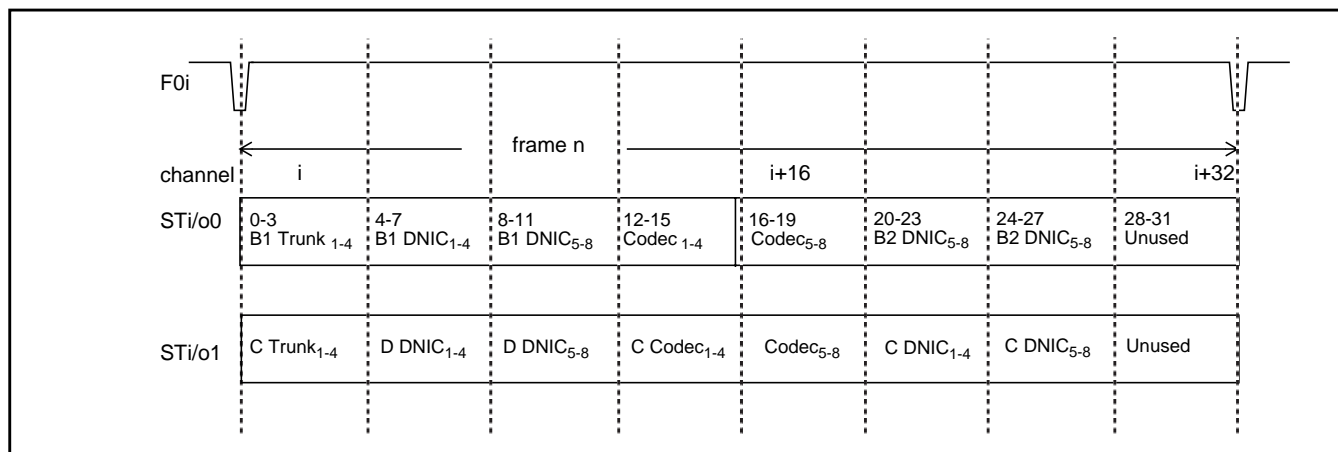 F0i
frame n
channel i i+16 i+32
STi/o0
0-3 4-7 8-11 12-15 16-19 20-23 24-27 28-31
B1 Trunk 1-4 B1 DNIC1-4 B1 DNIC5-8 Codec 1-4 Codec5-8 B2 DNIC5-8 B2 DNIC5-8 Unused
STi/o1 C Trunk1-4 D DNIC1-4 D DNIC5-8 C Codec1-4 Codec5-8 C DNIC1-4 C DNIC5-8 Unused